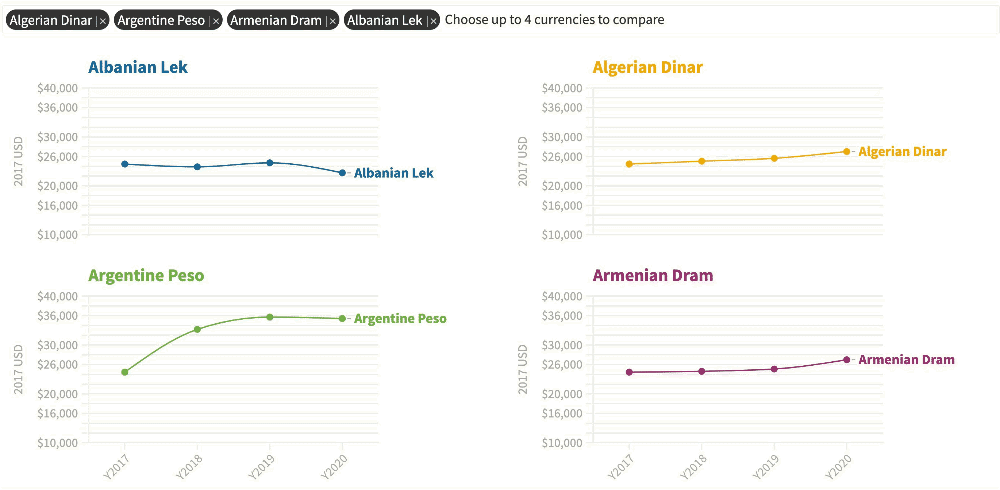 Algerian Dinar |× Argentine Peso |× Armenian Dram |× Albanian Lek |× Choose up to 4 currencies to compare
Albanian Lek
2017 USD
$40,000
$36,000
$30,000
$26,000
$20,000
$16,000
$10,000
Albanian Lek
Algerian Dinar
2017 USD
$40,000
$36,000
$30,000
$26,000
$20,000
$16,000
$10,000
Algerian Dinar
Argentine Peso
2017 USD
$40,000
$36,000
$30,000
$26,000
$20,000
$16,000
$10,000
Argentine Peso
Y2017 Y2018 Y2019 Y2020
Armenian Dram
2017 USD
$40,000
$36,000
$30,000
$26,000
$20,000
$16,000
$10,000
Armenian Dram
Y2017 Y2018 Y2019 Y2020